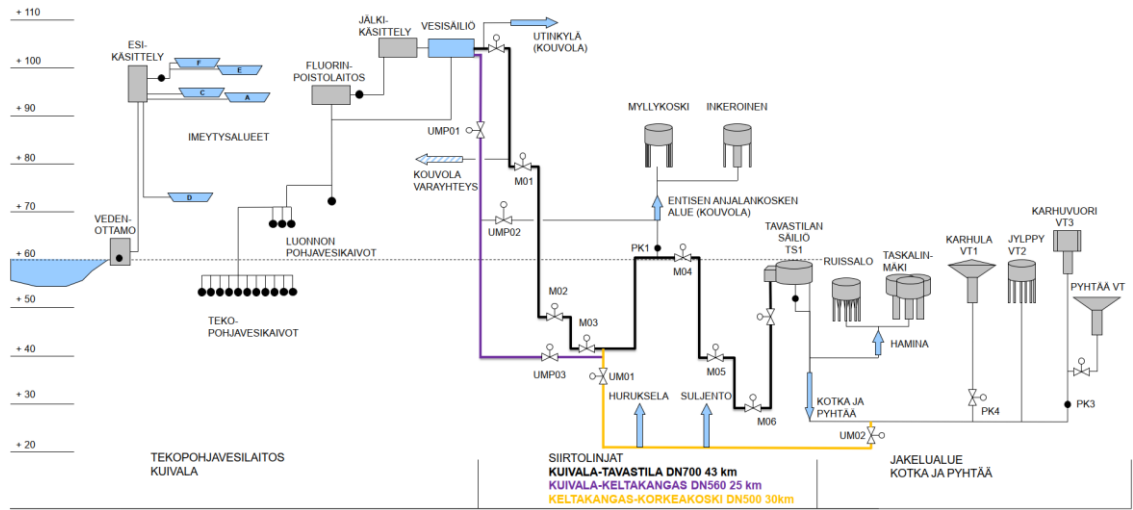 + 110
+ 100
+ 90
+ 80
+ 70
+ 60
+ 50
+ 40
+ 30
+ 20
ESI-
KÄSITTELY
F
E
C
A
D
IMEYTYSALUEET
VEDEN-
OTTAMO
FLUORIN-
POISTOLAITOS
JÄLKI-
KÄSITTELY
VESISÄILIÖ
UTINKYLÄ
(KOUVOLA)
LUONNON
POHJAVESIKAIVOT
TEKO-
POHJAVESIKAIVOT
UMP01
KOUVOLA
VARAYHTEYS
M01
UMP02
M02
M03
UMP03
UM01
MYLLYKOSKI
INKEROINEN
ENTISEN ANJALANKOSKEN
ALUE (KOUVOLA)
PK1
M04
M05
M06
TAVASTILAN
SÄILIÖ
TS1
RUISSALO
TASKALIN-
MÄKI
HAMINA
KARHULA
VT1
JYLPPY
VT2
KARHUVUORI
VT3
PYHTÄÄ VT
PK4
PK3
KOTKA JA
PYHTÄÄ
UM02
HURUKSELA
SULJENTO
TEKOPOHJAVESILAITOS
KUIVALA
SIIRTOLINJAT
KUIVALA-TAVASTILA DN700 43 km
KUIVALA-KELTAKANGAS DN560 25 km
KELTAKANGAS-KORKEAKOSKI DN500 30km
JAKELUALUE
KOTKA JA PYHTÄÄ